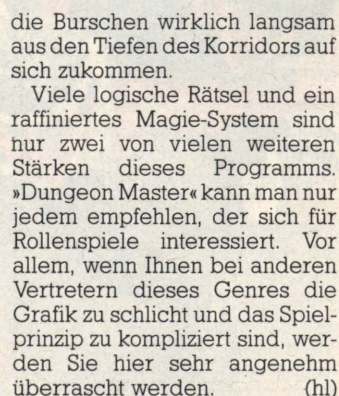 die Burschen wirklich langsam
aus den Tiefen des Korridors auf
sich zukommen.
Viele logische Rätsel und ein
raffiniertes Magie-System sind
nur zwei von vielen weiteren
Stärken dieses Programms.
»Dungeon Master« kann man nur
jedem empfehlen, der sich für
Rollenspiele interessiert. Vor
allem, wenn Ihnen bei anderen
Vertretern dieses Genres die
Grafik zu schlicht und das Spiel-
prinzip zu kompliziert sind, wer-
den Sie hier sehr angenehm
überrascht werden. (hl)